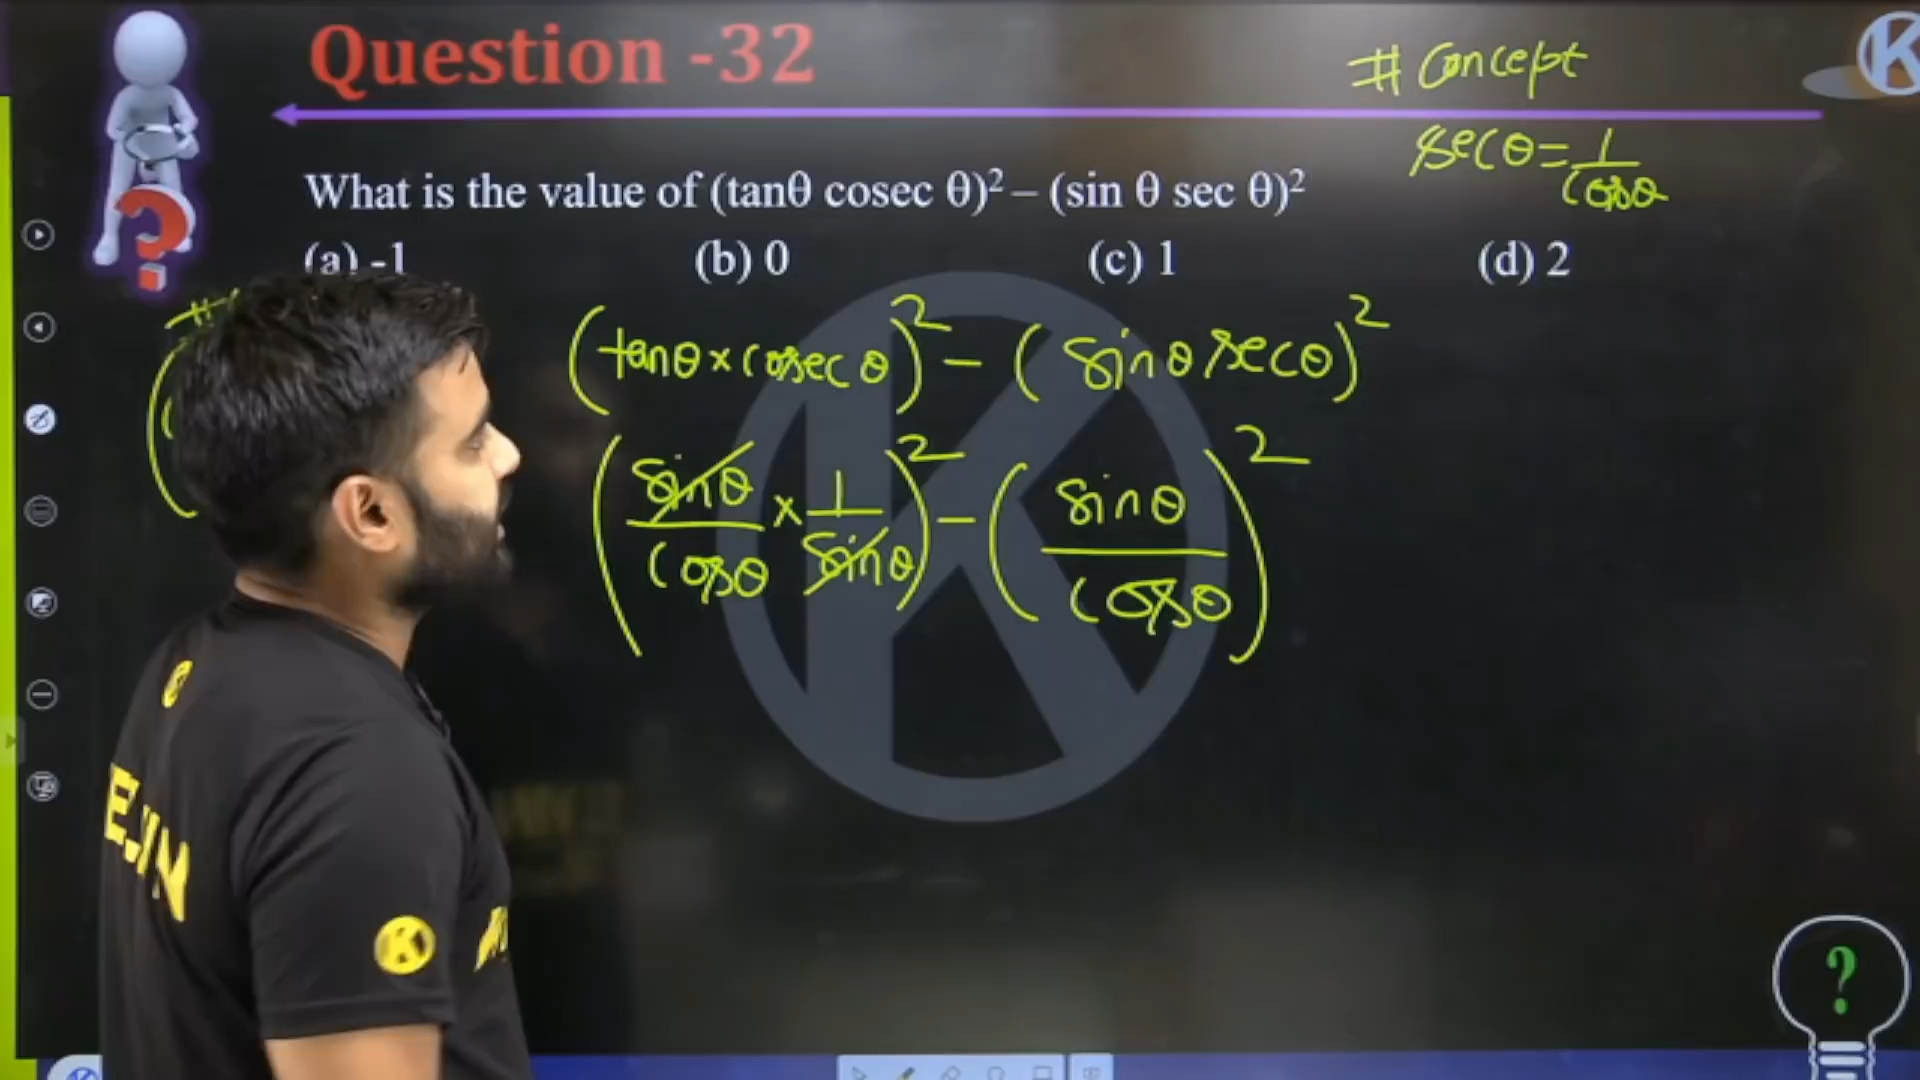 Question -32
# Concept
secθ = 1/cosθ
What is the value of (tanθ cosec θ)² – (sin θ sec θ)²
(a) -1 (b) 0 (c) 1 (d) 2
#
(tanθ × cosec θ)² – (sinθ secθ)²
(sinθ/cosθ × 1/sinθ)² – (sinθ/cosθ)²
K
?